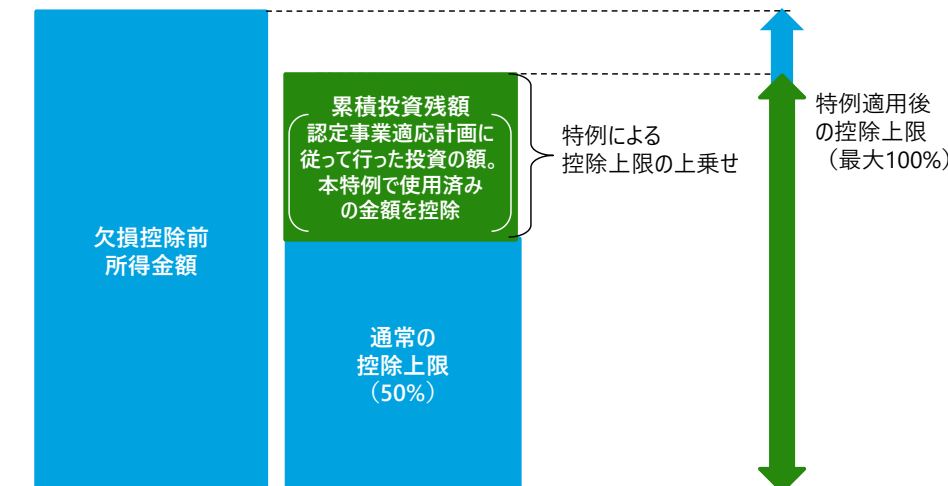 欠損控除前
所得金額
累積投資残額
認定事業適応計画に
従って行った投資の額。
本特例で使用済み
の金額を控除
通常の
控除上限
（50%）
特例による
控除上限の上乗せ
特例適用後
の控除上限
（最大100%）